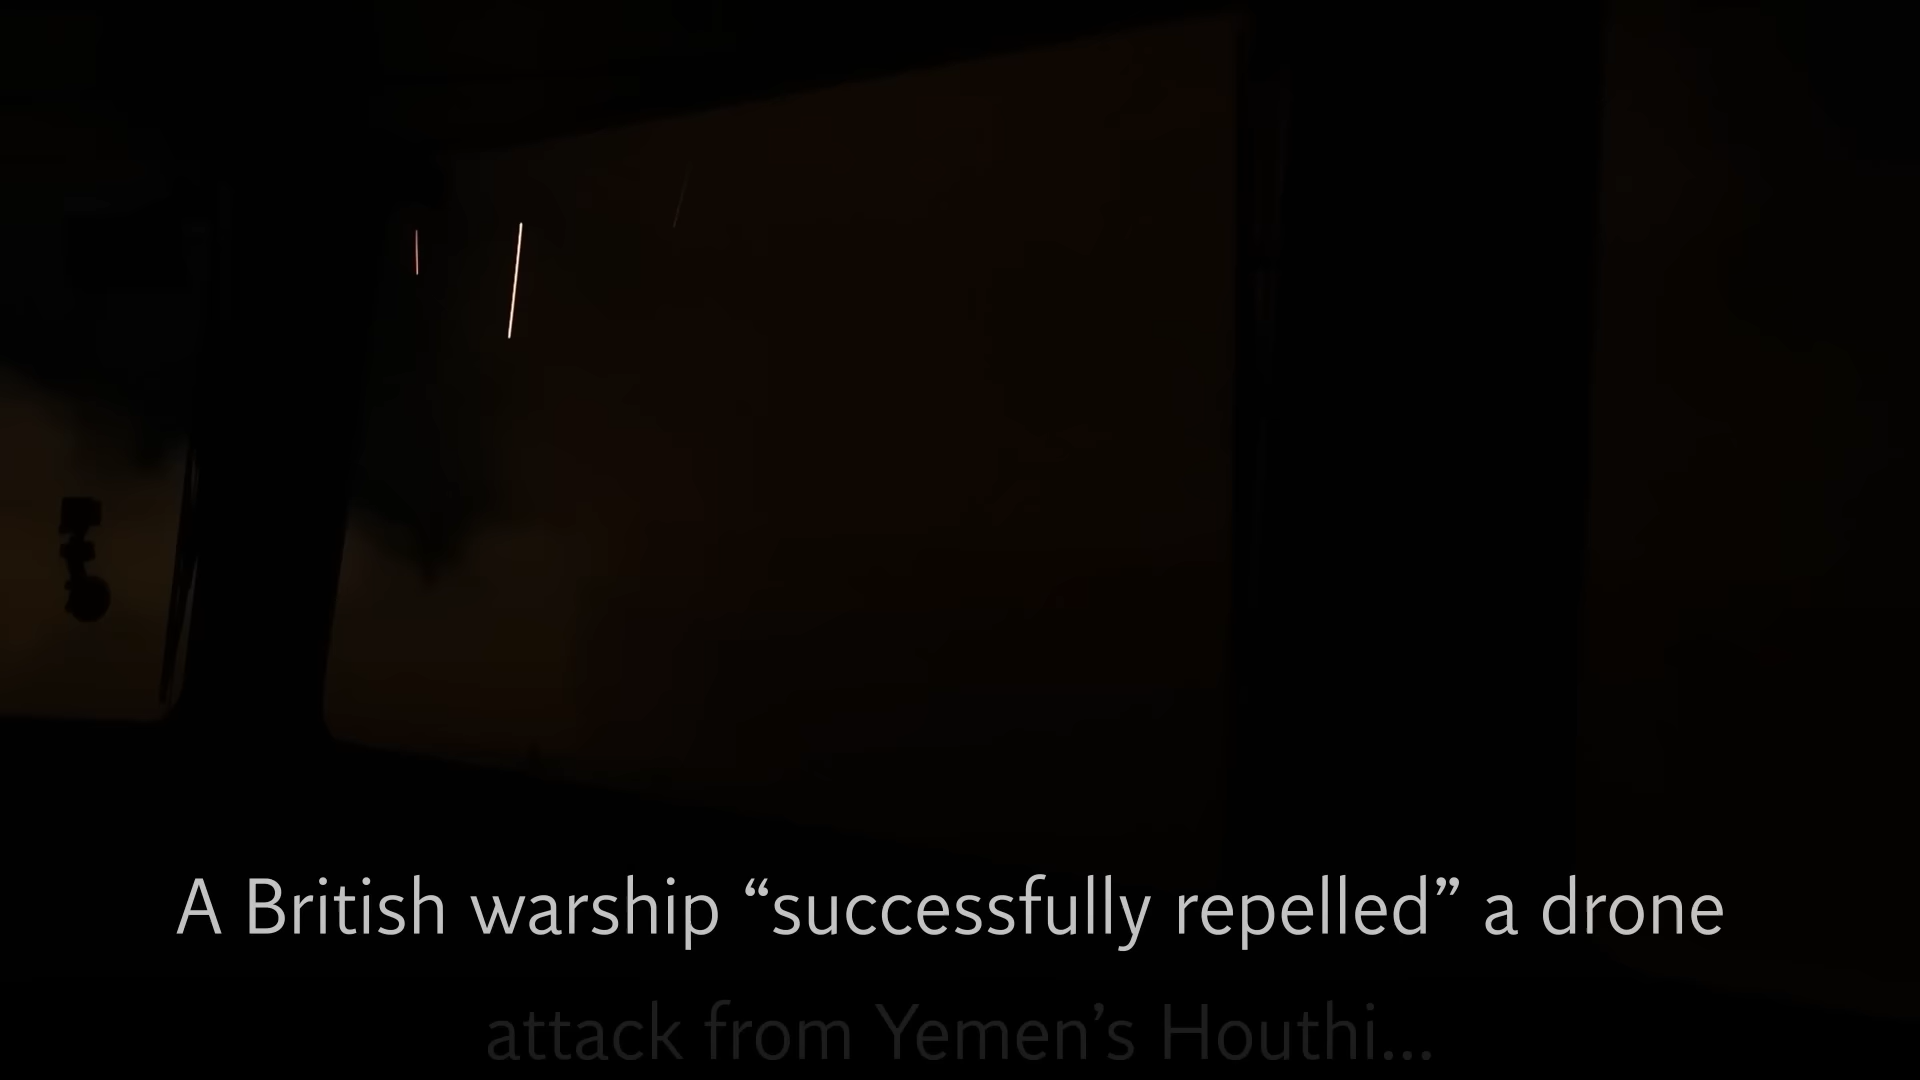 A British warship “successfully repelled” a drone
attack from Yemen’s Houthi...